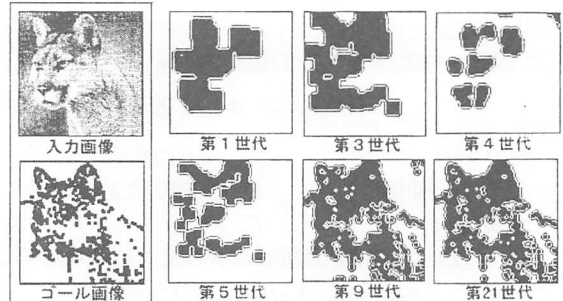 入力画像
第1世代
第3世代
第4世代
ゴール画像
第5世代
第9世代
第21世代